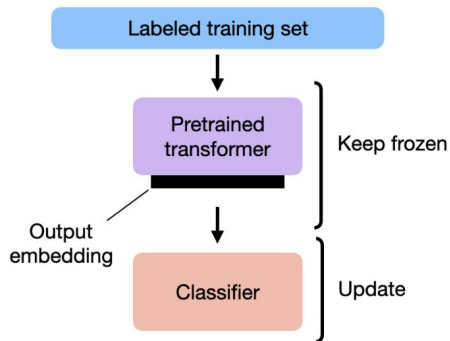 Labeled training set
Pretrained
transformer
Keep frozen
Output
embedding
Classifier
Update